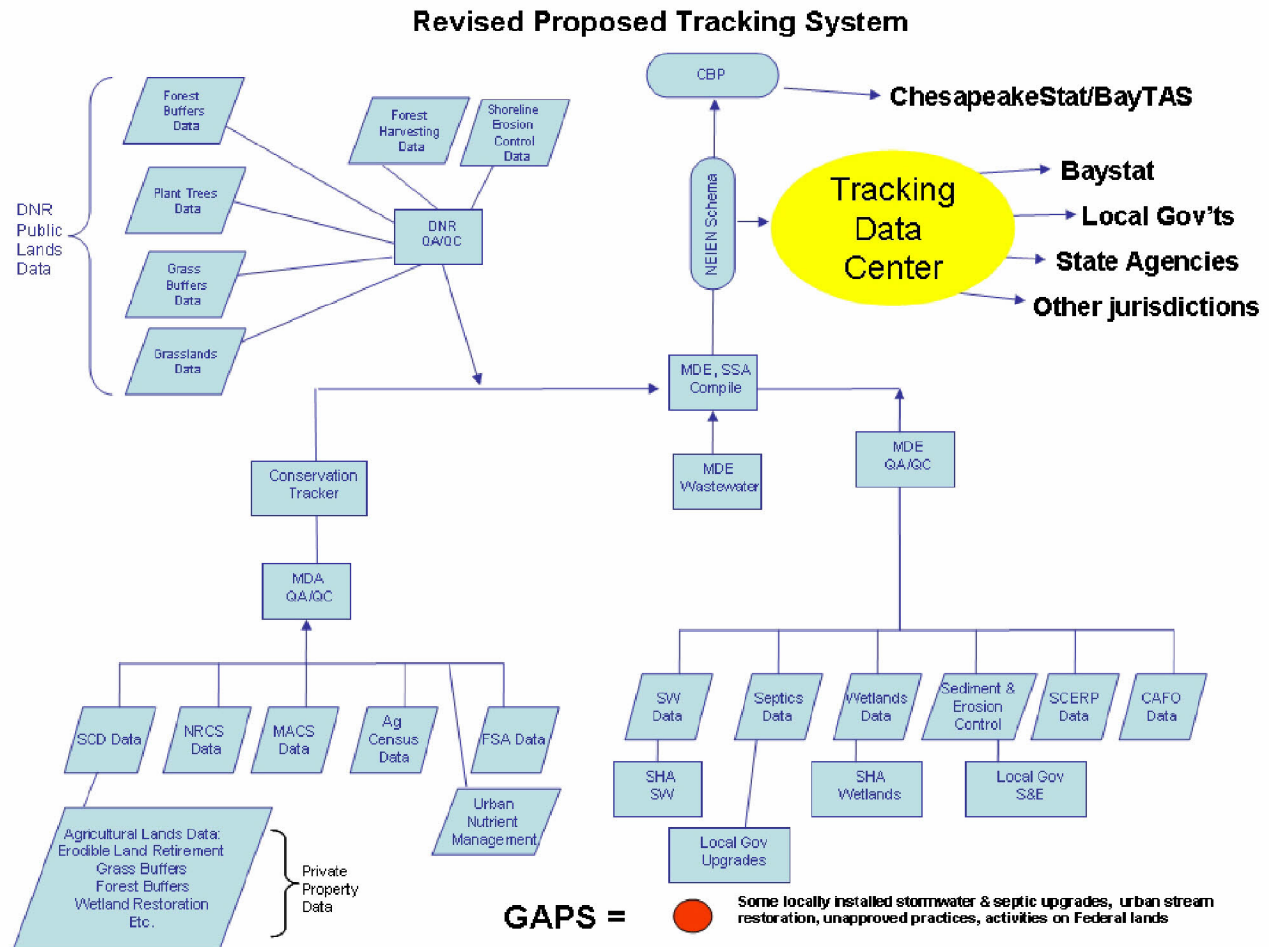 Revised Proposed Tracking System
CBP
ChesapeakeStat/BayTAS
Forest
Buffers
Data
Forest
Harvesting
Data
Shoreline
Erosion
Control
Data
Plant Trees
Data
DNR
Public
Lands
Data
DNR
QA/QC
Grass
Buffers
Data
Grasslands
Data
NEIEN Schema
Tracking
Data
Center
Baystat
Local Gov'ts
State Agencies
Other jurisdictions
MDE, SSA
Compile
MDE
Wastewater
MDE
QA/QC
Conservation
Tracker
MDA
QA/QC
SCD Data
NRCS
Data
MACS
Data
Ag
Census
Data
FSA Data
Urban
Nutrient
Management
Agricultural Lands Data:
Erodible Land Retirement
Grass Buffers
Forest Buffers
Wetland Restoration
Etc.
Private
Property
Data
SW
Data
Septics
Data
Wetlands
Data
Sediment &
Erosion
Control
SCERP
Data
CAFO
Data
SHA
SW
SHA
Wetlands
Local Gov
S&E
Local Gov
Upgrades
GAPS =
Some locally installed stormwater & septic upgrades, urban stream
restoration, unapproved practices, activities on Federal lands